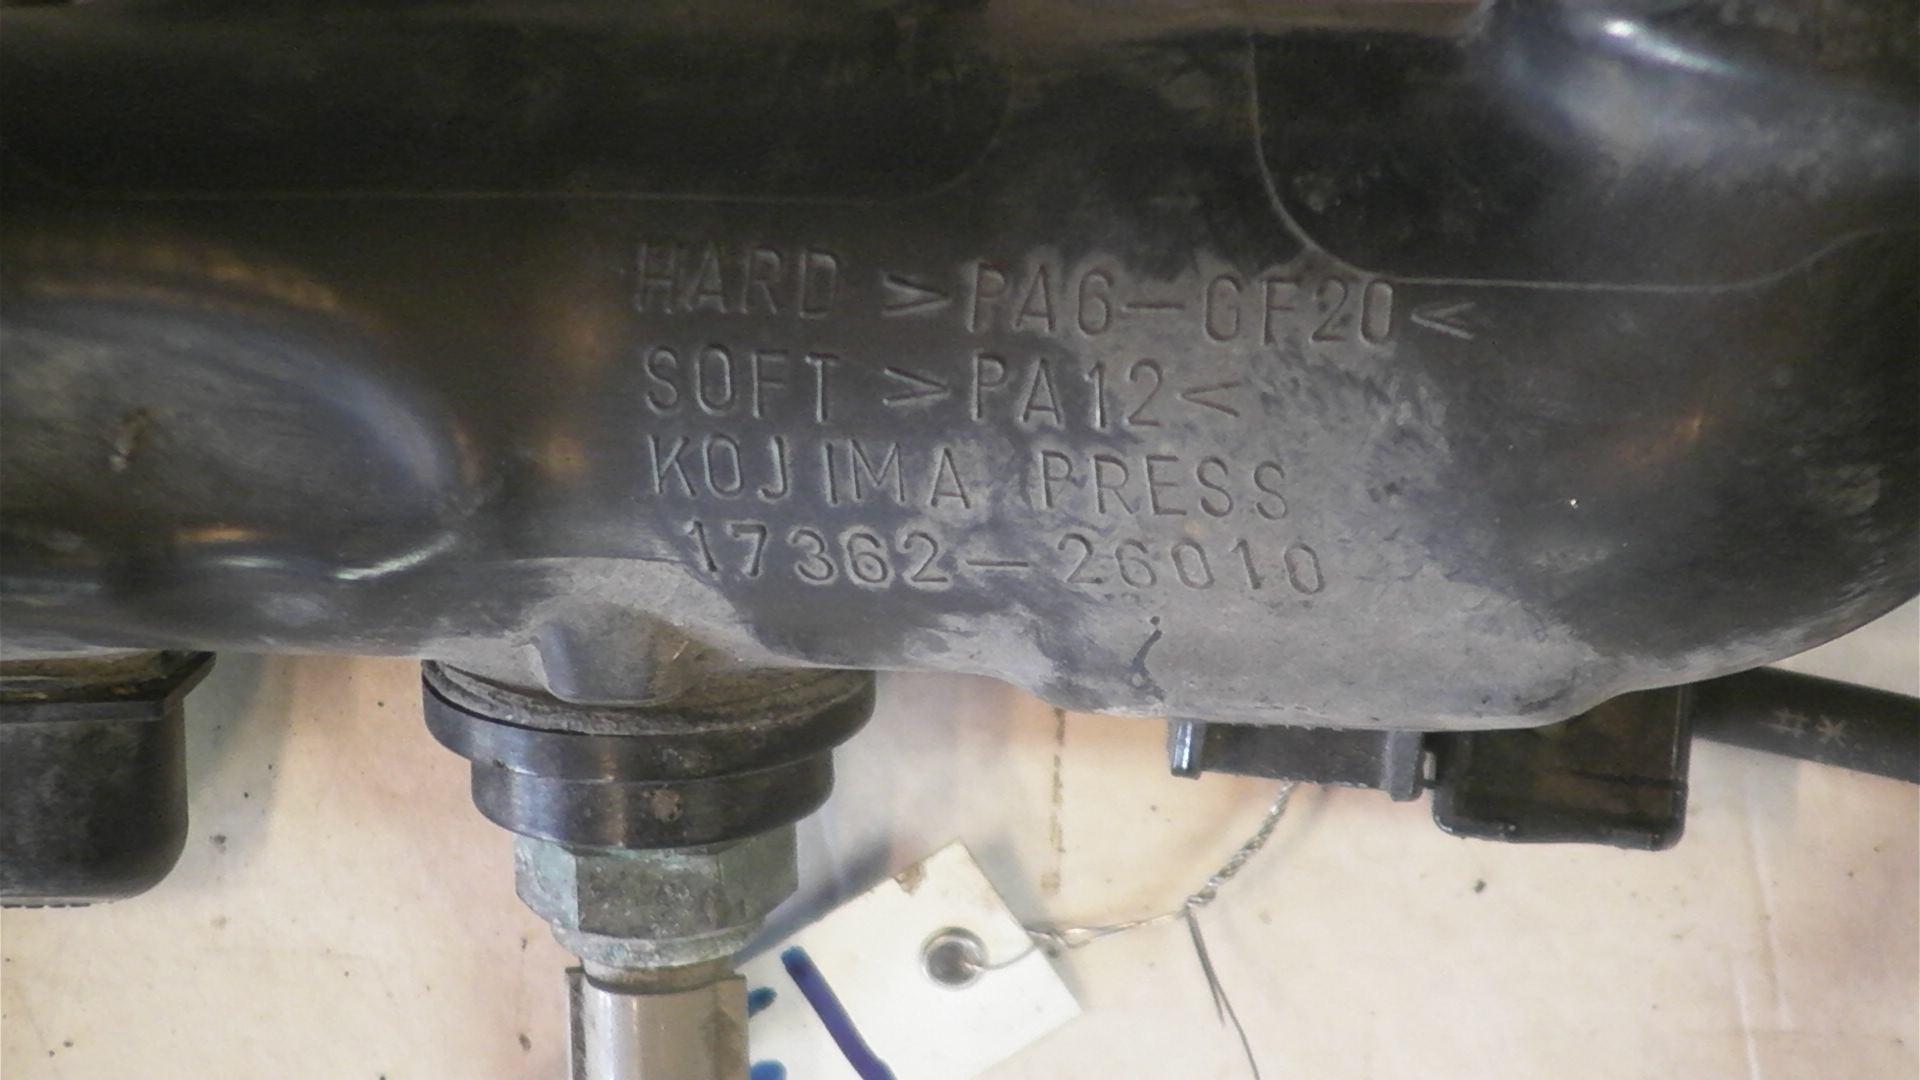 HARD >PA6-GF20<
SOFT >PA12<
KOJIMA PRESS
17362-26010